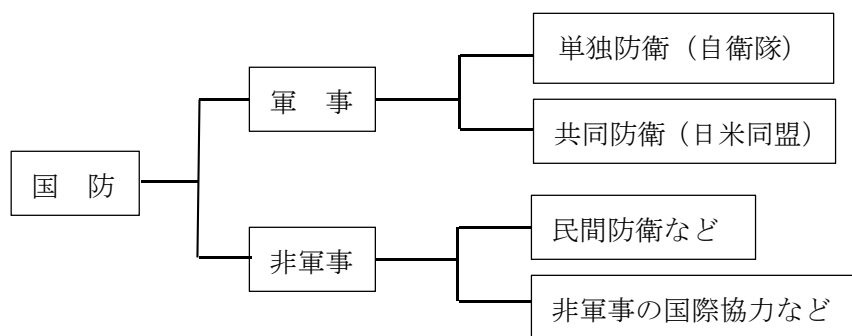 単独防衛（自衛隊）
軍　事
共同防衛（日米同盟）
国　防
民間防衛など
非軍事
非軍事の国際協力など